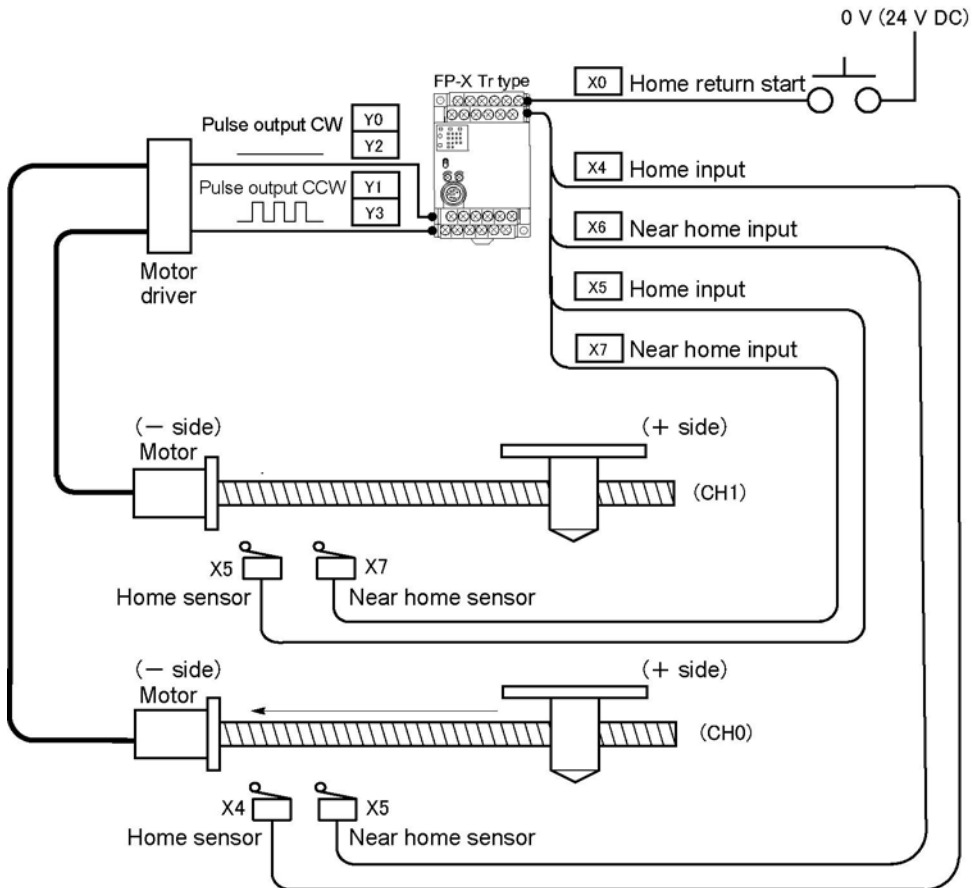 0 V (24 V DC)
FP-X Tr type
X0 Home return start
Pulse output CW Y0
Y2
Pulse output CCW Y1
Y3
X4 Home input
X6 Near home input
X5 Home input
X7 Near home input
Motor
driver
(− side)
Motor
(+ side)
(CH1)
X5
Home sensor
X7
Near home sensor
(− side)
Motor
(+ side)
(CH0)
X4
Home sensor
X5
Near home sensor